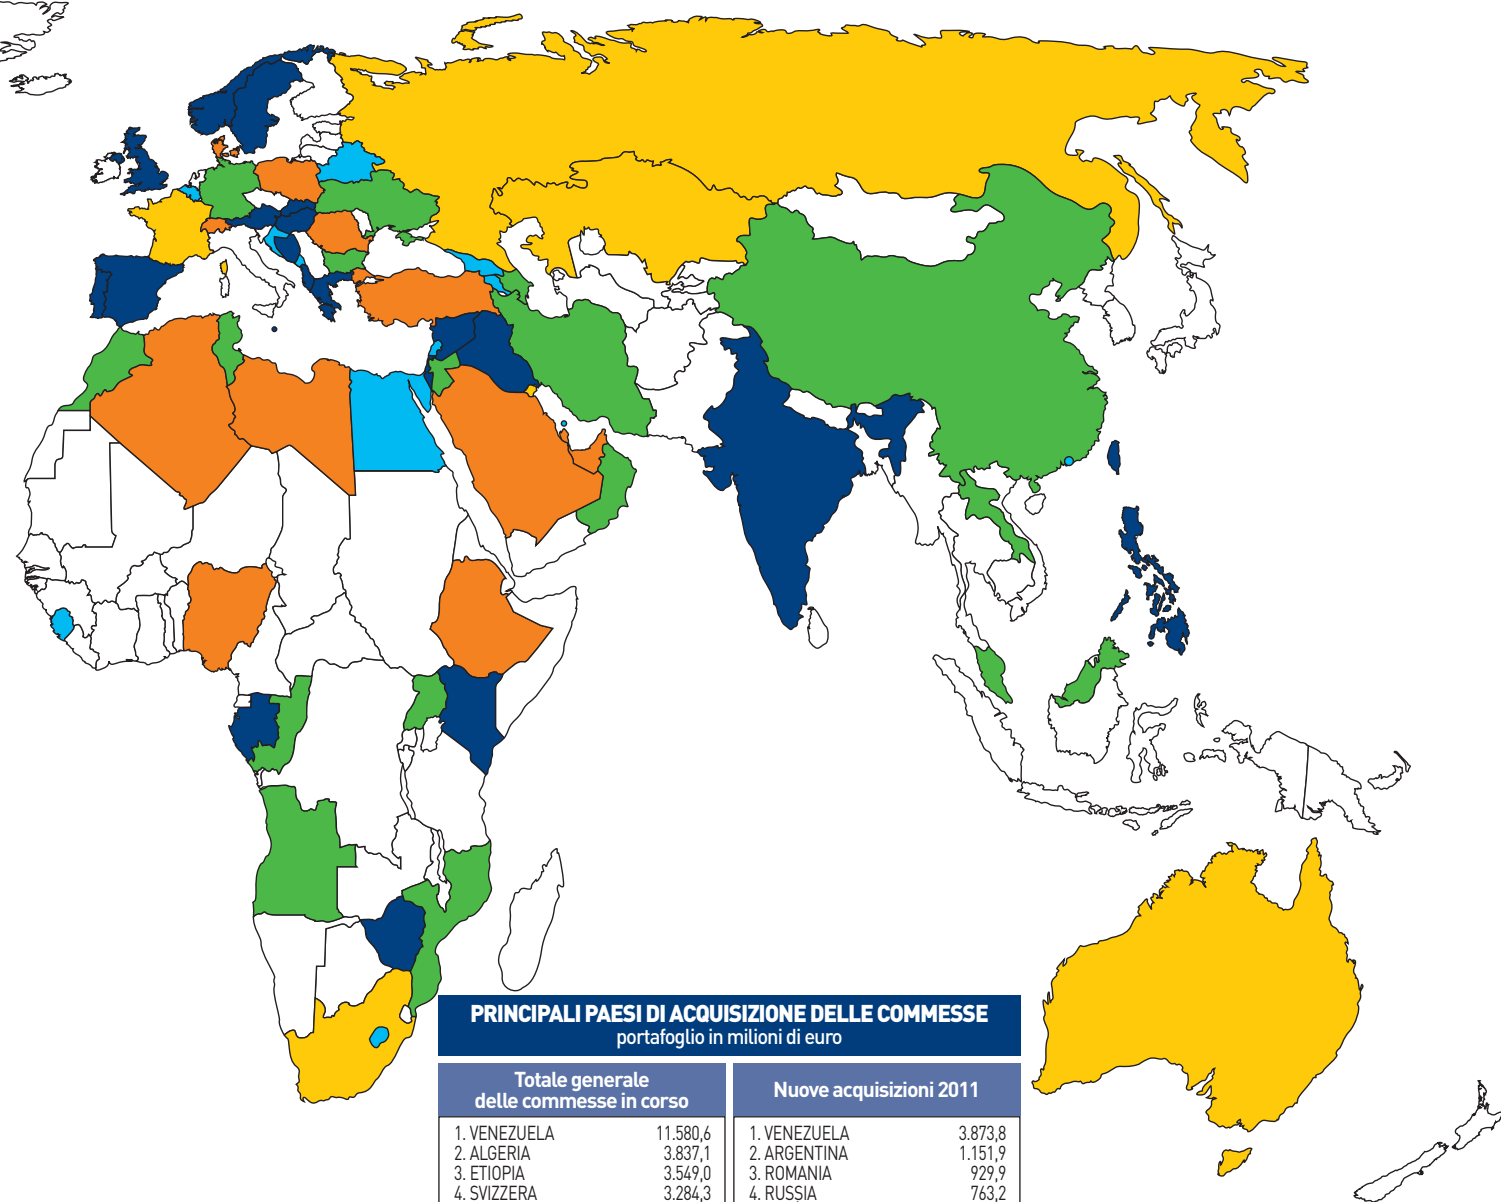 PRINCIPALI PAESI DI ACQUISIZIONE DELLE COMMESSE
portafoglio in milioni di euro
Totale generale
delle commesse in corso
1. VENEZUELA 11.580,6
2. ALGERIA 3.837,1
3. ETIOPIA 3.549,0
4. SVIZZERA 3.284,3
Nuove acquisizioni 2011
1. VENEZUELA 3.873,8
2. ARGENTINA 1.151,9
3. ROMANIA 929,9
4. RUSSIA 763,2